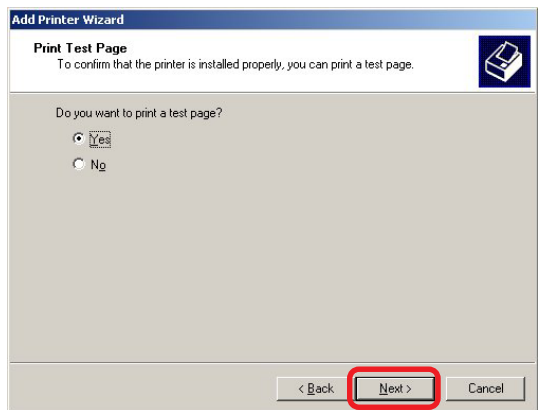 Add Printer Wizard
Print Test Page
To confirm that the printer is installed properly, you can print a test page.
Do you want to print a test page?
Yes
No
< Back
Next >
Cancel